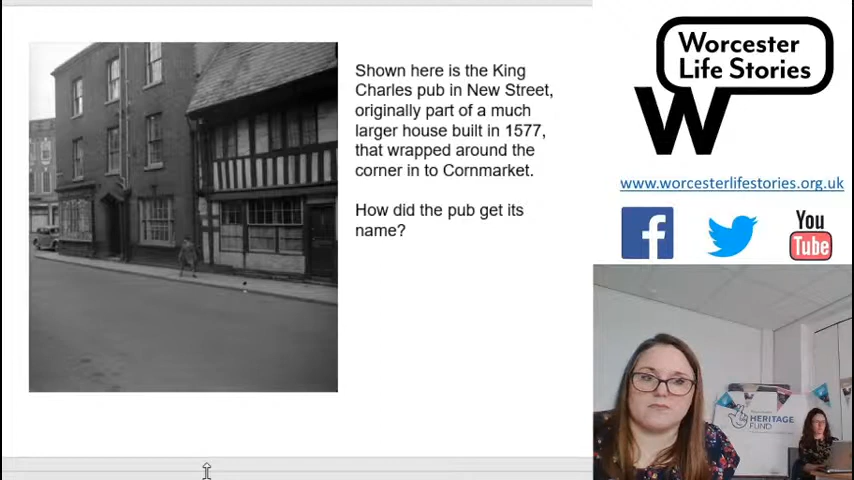 Shown here is the King
Charles pub in New Street,
originally part of a much
larger house built in 1577,
that wrapped around the
corner in to Cornmarket.
How did the pub get its
name?
Worcester
Life Stories
W
www.worcesterlifestories.org.uk
f
You
Tube
HERITAGE
FUND